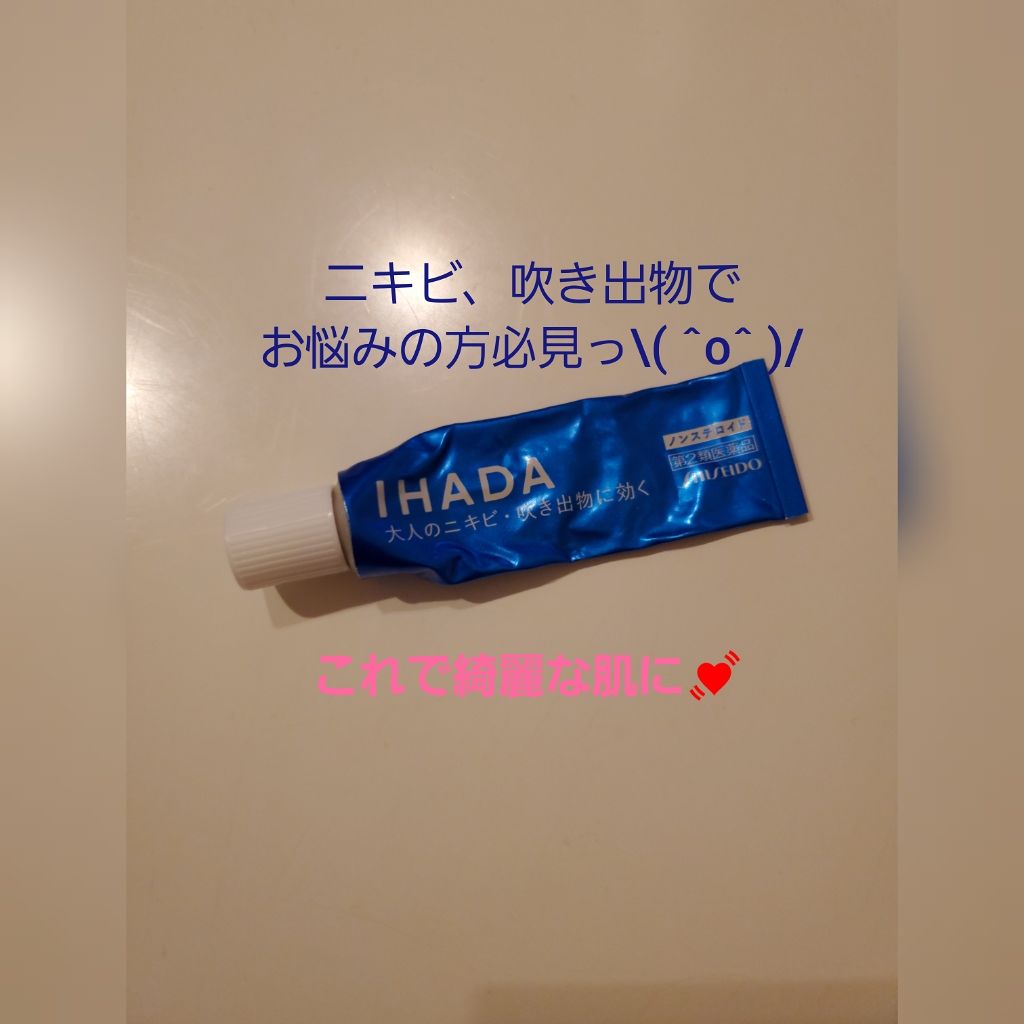 ニキビ、吹き出物で
お悩みの方必見っ\( ^o^ )/
ノンステロイド
第2類医薬品
SHISEIDO
IHADA
大人のニキビ・吹き出物に効く
これで綺麗な肌に💓